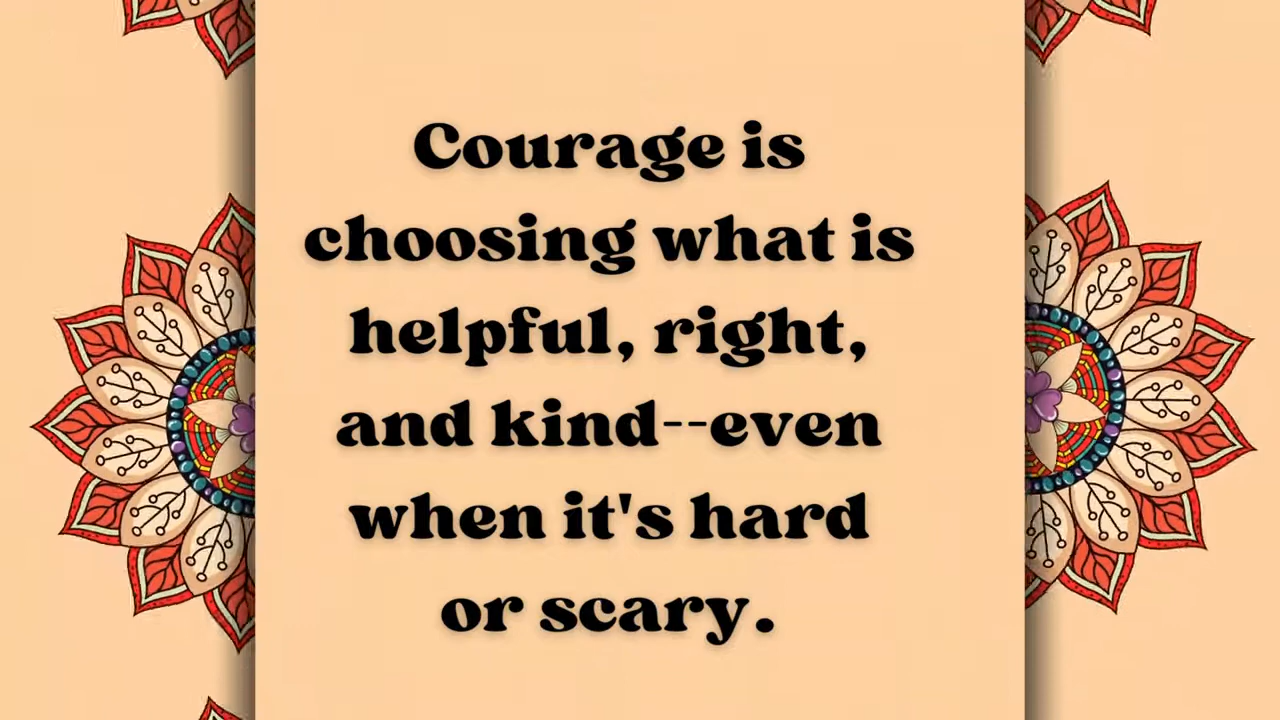 Courage is
choosing what is
helpful, right,
and kind--even
when it's hard
or scary.